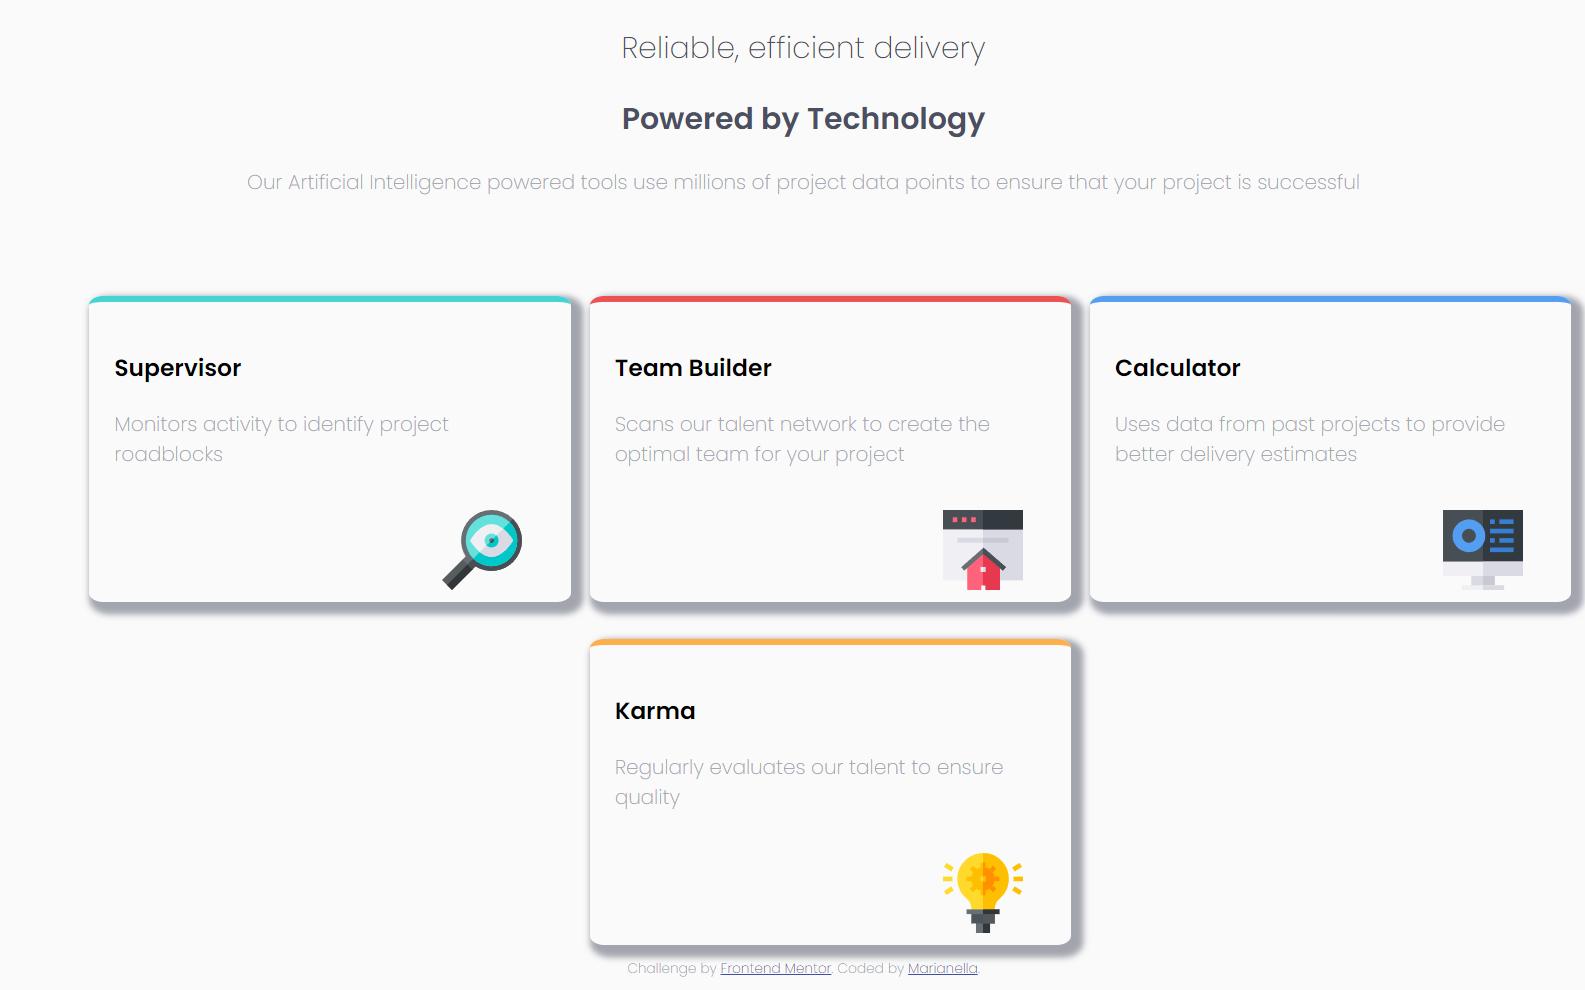 Reliable, efficient delivery
Powered by Technology
Our Artificial Intelligence powered tools use millions of project data points to ensure that your project is successful
Supervisor
Monitors activity to identify project
roadblocks
Team Builder
Scans our talent network to create the
optimal team for your project
Calculator
Uses data from past projects to provide
better delivery estimates
Karma
Regularly evaluates our talent to ensure
quality
Challenge by Frontend Mentor. Coded by Marianella.